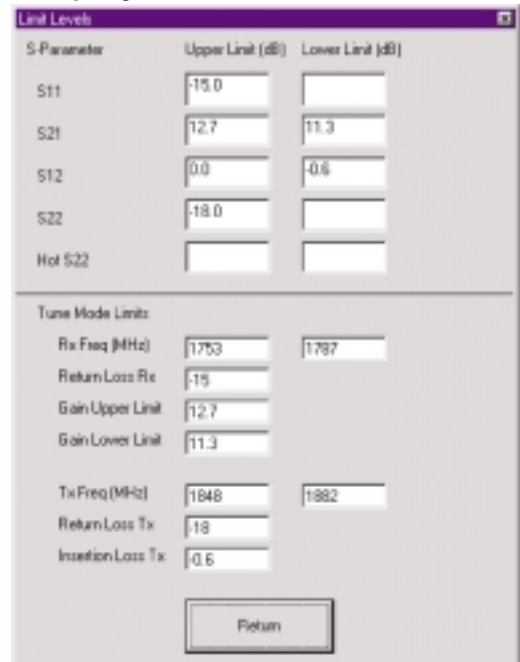 Limit Levels
S-Parameter Upper Limit (dB) Lower Limit (dB)
S11 -15.0
S21 12.7 11.3
S12 0.0 -0.6
S22 -18.0
Hot S22
Tune Mode Limits
Rx Freq (MHz) 1753 1787
Return Loss Rx -15
Gain Upper Limit 12.7
Gain Lower Limit 11.3
Tx Freq (MHz) 1848 1882
Return Loss Tx -18
Insertion Loss Tx -0.6
Return